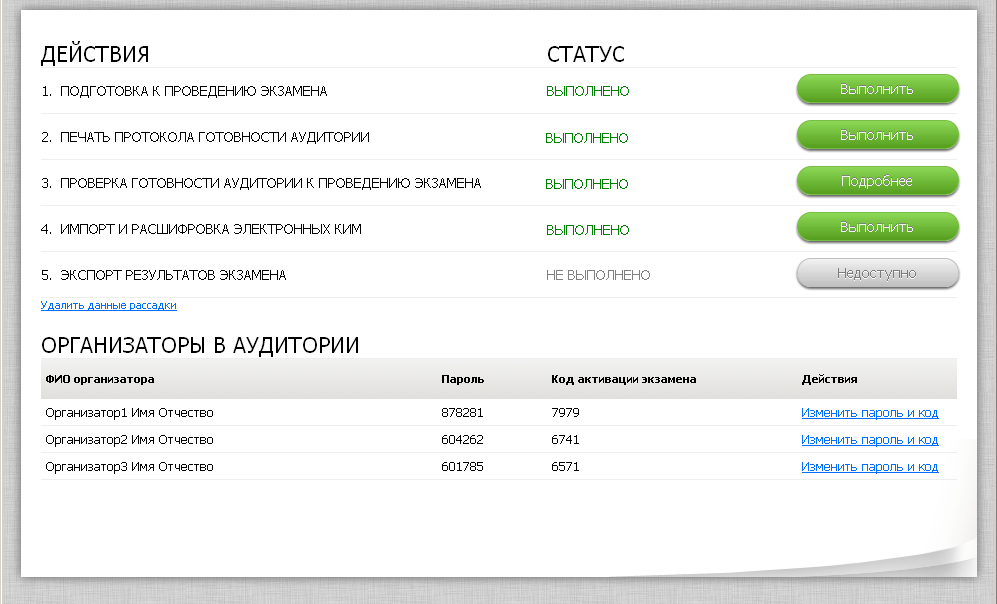 ДЕЙСТВИЯ СТАТУС
1. ПОДГОТОВКА К ПРОВЕДЕНИЮ ЭКЗАМЕНА ВЫПОЛНЕНО Выполнить
2. ПЕЧАТЬ ПРОТОКОЛА ГОТОВНОСТИ АУДИТОРИИ ВЫПОЛНЕНО Выполнить
3. ПРОВЕРКА ГОТОВНОСТИ АУДИТОРИИ К ПРОВЕДЕНИЮ ЭКЗАМЕНА ВЫПОЛНЕНО Подробнее
4. ИМПОРТ И РАСШИФРОВКА ЭЛЕКТРОННЫХ КИМ ВЫПОЛНЕНО Выполнить
5. ЭКСПОРТ РЕЗУЛЬТАТОВ ЭКЗАМЕНА НЕ ВЫПОЛНЕНО Недоступно
Удалить данные рассадки
ОРГАНИЗАТОРЫ В АУДИТОРИИ
ФИО организатора Пароль Код активации экзамена Действия
Организатор1 Имя Отчество 878281 7979 Изменить пароль и код
Организатор2 Имя Отчество 604262 6741 Изменить пароль и код
Организатор3 Имя Отчество 601785 6571 Изменить пароль и код